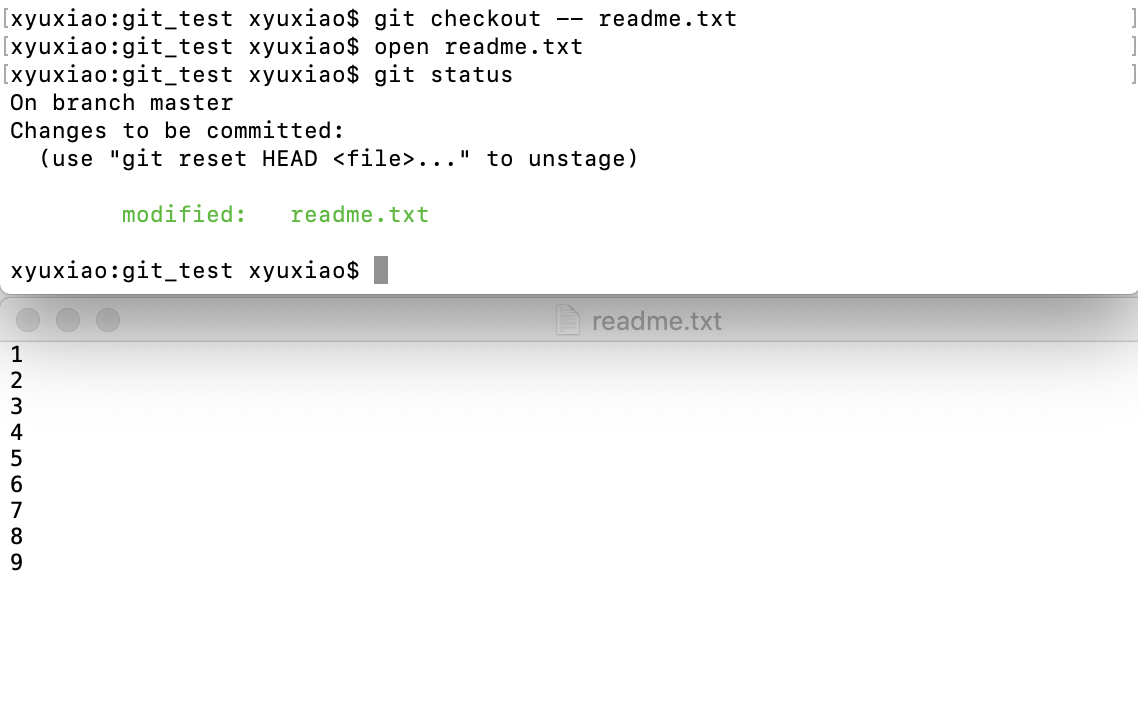 [xyuxiao:git_test xyuxiao$ git checkout -- readme.txt ]
[xyuxiao:git_test xyuxiao$ open readme.txt ]
[xyuxiao:git_test xyuxiao$ git status ]
On branch master
Changes to be committed:
  (use "git reset HEAD <file>..." to unstage)
        modified:   readme.txt
xyuxiao:git_test xyuxiao$
readme.txt
1
2
3
4
5
6
7
8
9